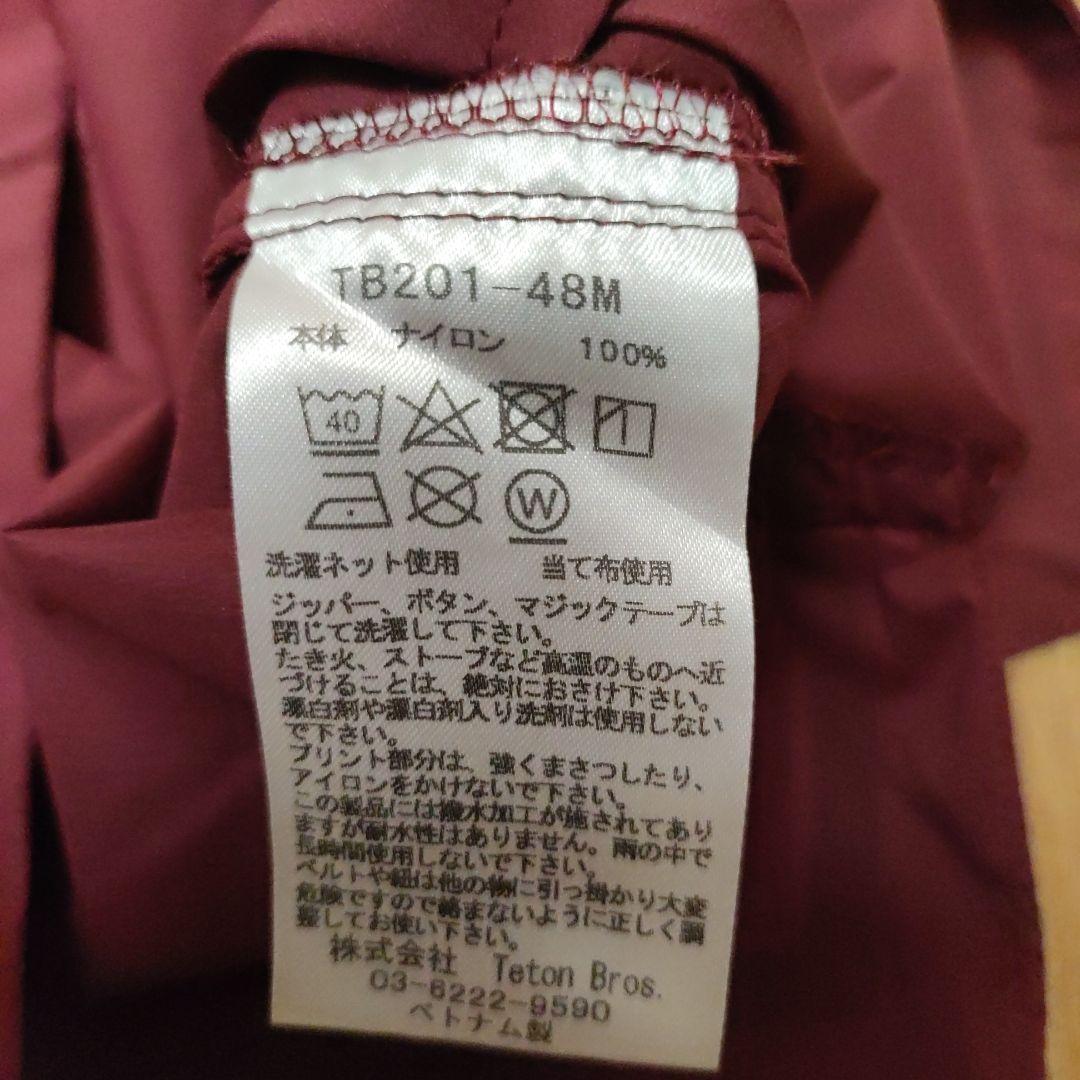 TB201-48M
本体 ナイロン 100%
40
W
洗濯ネット使用 当て布使用
ジッパー、ボタン、マジックテープは
閉じて洗濯して下さい。
たき火、ストーブなど高温のものへ近
づけることは、絶対におさけ下さい。
漂白剤や漂白剤入り洗剤は使用しない
で下さい。
プリント部分は、強くまさつしたり、
アイロンをかけないで下さい。
この製品には撥水加工が施されてあり
ますが耐水性はありません。雨の中で
長時間使用しないで下さい。
ベルトや紐は他の物に引っ掛かり大変
危険ですので絡まないように正しく調
整してお使い下さい。
株式会社 Teton Bros.
03-6222-9590
ベトナム製